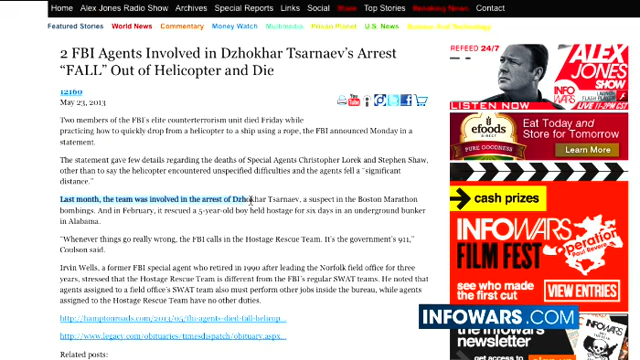 Home Alex Jones Radio Show Archives Special Reports Links Social Store Top Stories Breaking News Contact
Featured Stories World News Commentary Money Watch Multimedia Prison Planet U.S. News Science and Technology
2 FBI Agents Involved in Dzhokhar Tsarnaev's Arrest
“FALL” Out of Helicopter and Die
12160
May 23, 2013
Two members of the FBI's elite counterterrorism unit died Friday while
practicing how to quickly drop from a helicopter to a ship using a rope, the FBI announced Monday in a
statement.
The statement gave few details regarding the deaths of Special Agents Christopher Lorek and Stephen Shaw,
other than to say the helicopter encountered unspecified difficulties and the agents fell a “significant
distance.”
Last month, the team was involved in the arrest of Dzhokhar Tsarnaev, a suspect in the Boston Marathon
bombings. And in February, it rescued a 5-year-old boy held hostage for six days in an underground bunker
in Alabama.
“Whenever things go really wrong, the FBI calls in the Hostage Rescue Team. It's the government's 911,”
Coulson said.
Irvin Wells, a former FBI special agent who retired in 1990 after leading the Norfolk field office for three
years, stressed that the Hostage Rescue Team is different from the FBI's regular SWAT teams. He noted that
agents assigned to a field office's SWAT team also must perform other jobs inside the bureau, while agents
assigned to the Hostage Rescue Team have no other duties.
http://hamptonroads.com/2013/05/fbi-agents-died-fall-helicop...
http://www.legacy.com/obituaries/timesdispatch/obituary.aspx...
Related posts:
REFEED 24/7
ALEX
JONES
SHOW
INFO
WARS
LIVE 11-2PM CT
LISTEN NOW
efoods
DIRECT
Eat Today and
Store for Tomorrow
Learn More
cash prizes
INFOWARS
FILM FEST
operation
Paul Revere
see who made
the first cut
VIEW ENTRIES
INFOWARS.COM
the infowars
newsletter
get access to